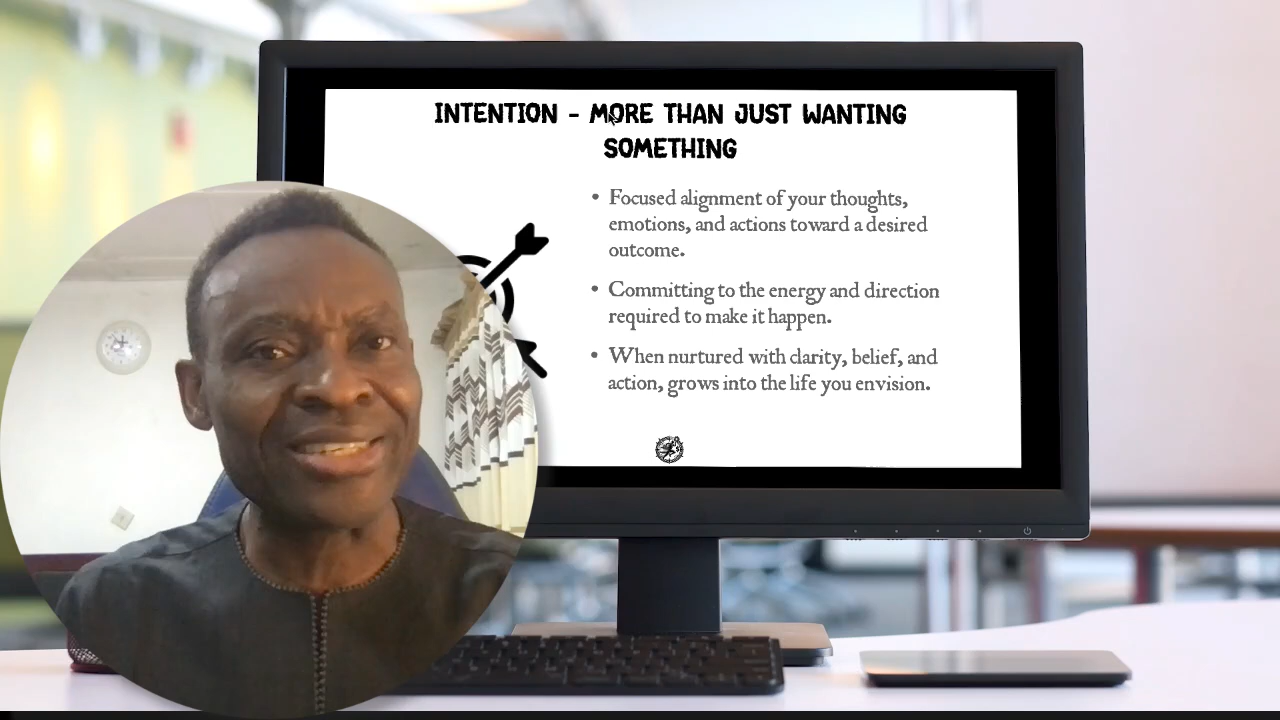 INTENTION – MORE THAN JUST WANTING
SOMETHING
• Focused alignment of your thoughts,
emotions, and actions toward a desired
outcome.
• Committing to the energy and direction
required to make it happen.
• When nurtured with clarity, belief, and
action, grows into the life you envision.